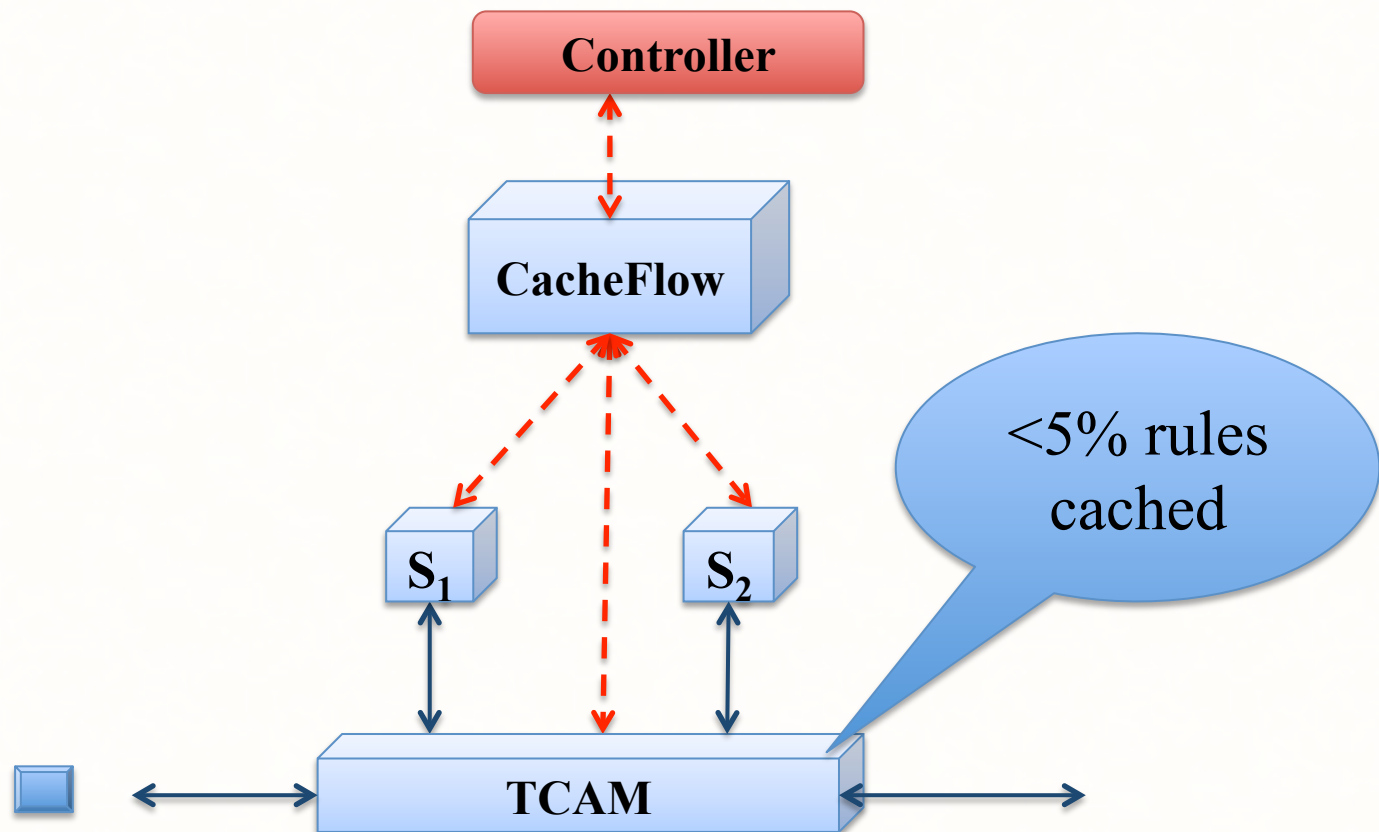 Controller
CacheFlow
<5% rules
cached
S₁
S₂
TCAM